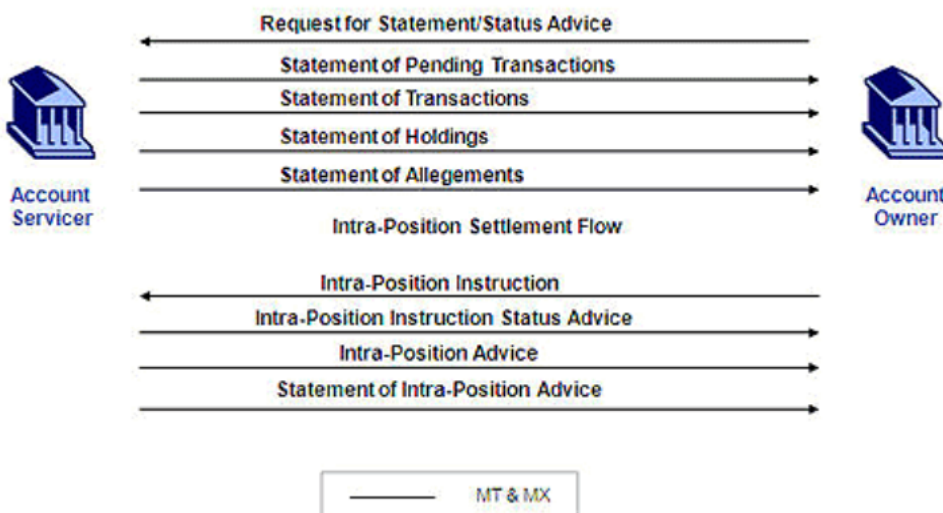 Request for Statement/Status Advice
Statement of Pending Transactions
Statement of Transactions
Statement of Holdings
Statement of Allegements
Account
Servicer
Account
Owner
Intra-Position Settlement Flow
Intra-Position Instruction
Intra-Position Instruction Status Advice
Intra-Position Advice
Statement of Intra-Position Advice
MT & MX